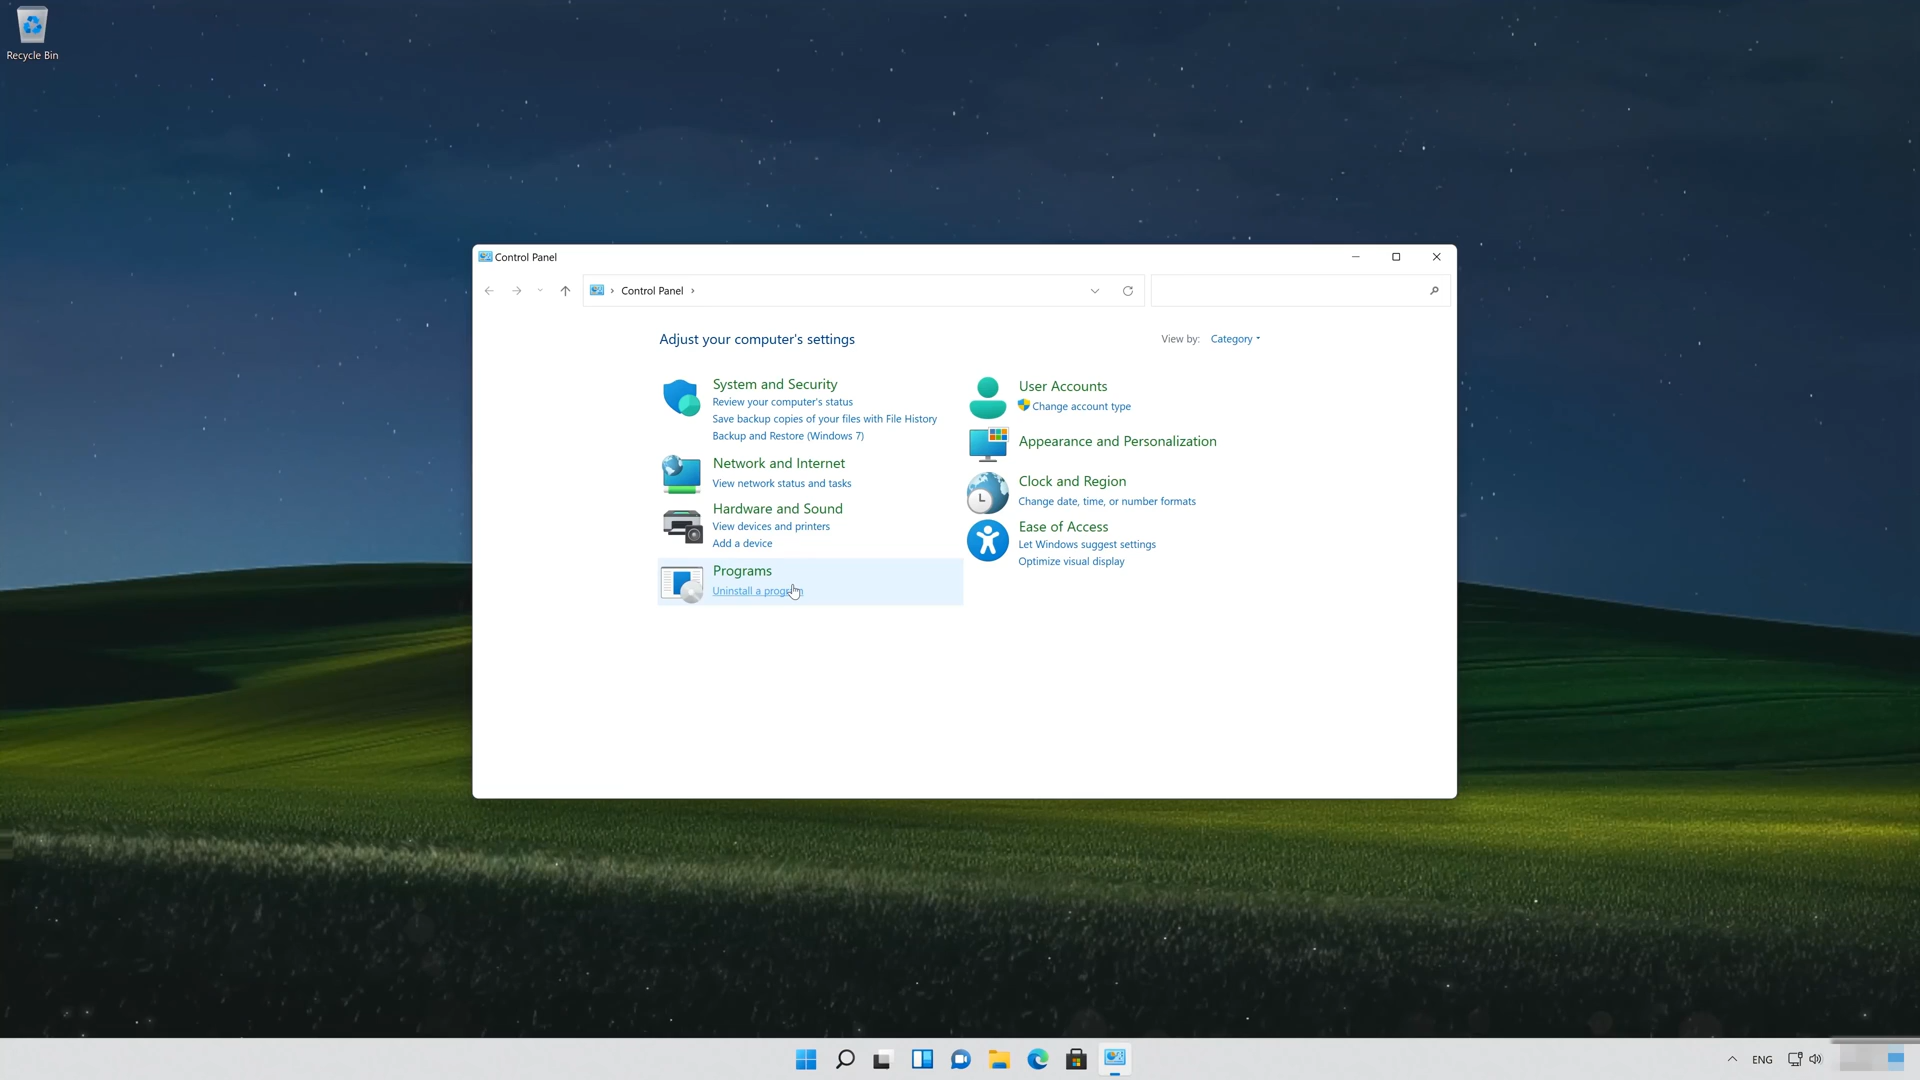 Recycle Bin
Control Panel
Control Panel
Adjust your computer's settings
View by: Category
System and Security
Review your computer's status
Save backup copies of your files with File History
Backup and Restore (Windows 7)
Network and Internet
View network status and tasks
Hardware and Sound
View devices and printers
Add a device
Programs
Uninstall a program
User Accounts
Change account type
Appearance and Personalization
Clock and Region
Change date, time, or number formats
Ease of Access
Let Windows suggest settings
Optimize visual display
ENG